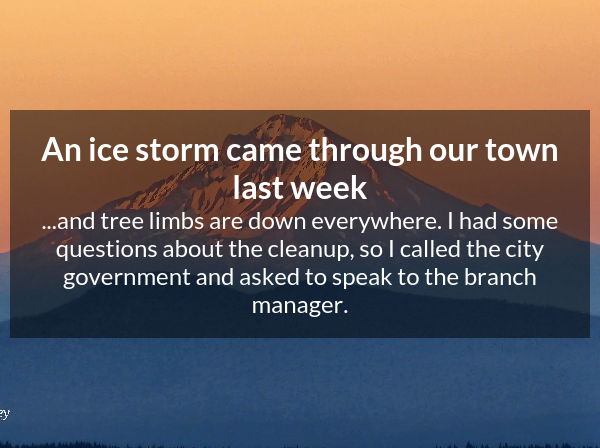 An ice storm came through our town
last week
...and tree limbs are down everywhere. I had some
questions about the cleanup, so I called the city
government and asked to speak to the branch
manager.